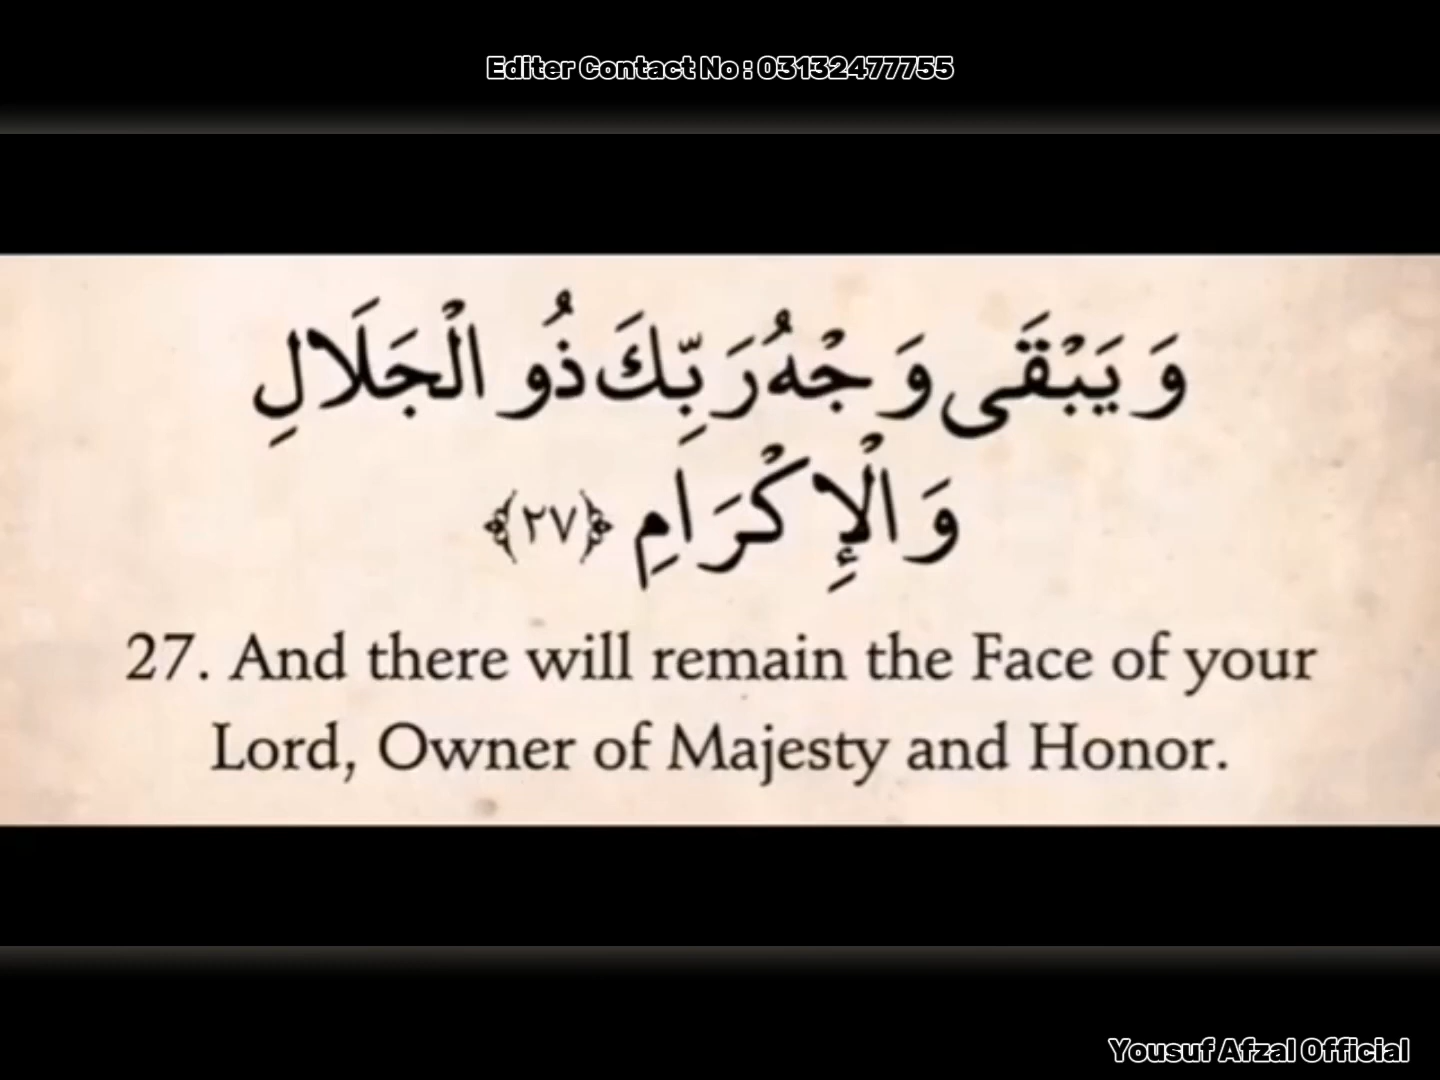 Editer Contact No : 03132477755
وَ يَبْقَى وَجْهُ رَبِّكَ ذُو الْجَلَالِ
وَ الْإِكْرَامِ ﴿٢٧﴾
27. And there will remain the Face of your
Lord, Owner of Majesty and Honor.
Yousuf Afzal Official